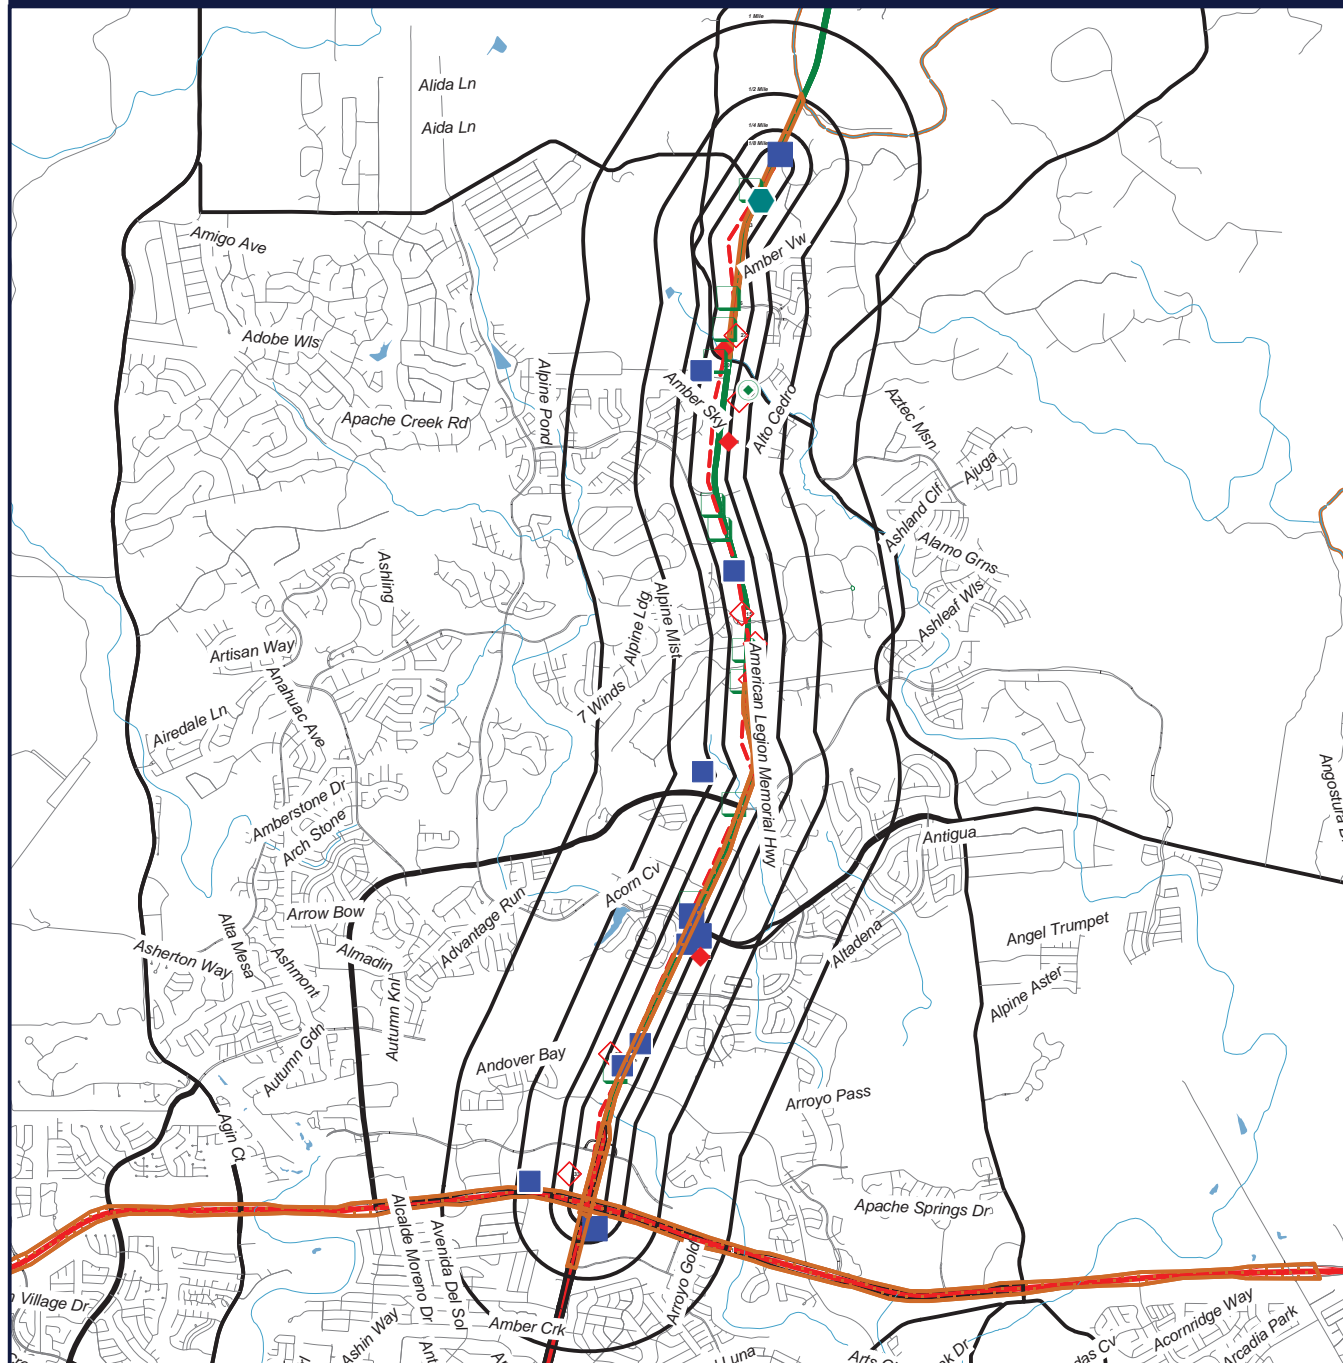 1 Mile
Alida Ln
1/2 Mile
Aida Ln
1/4 Mile
1/8 Mile
Amigo Ave
Amber Vw
Adobe Wls
Alpine Pond
Amber Sky
Alto Cedro
Apache Creek Rd
Aztec Msn
Ajuga
Ashland Clf
Alamo Grns
Ashling
Alpine Ldg
Alpine Mist
Ashleaf Wls
Artisan Way
Anahuac Ave
7 Winds
American Legion Memorial Hwy
Airedale Ln
Angostura
Amberstone Dr
Arch Stone
Antigua
Acorn Cv
Arrow Bow
Advantage Run
Alta Mesa
Asherton Way
Ashmont
Almadin
Altadena
Angel Trumpet
Alpine Aster
Autumn Run
Autumn Gdn
Andover Bay
Arroyo Pass
Agin Ct
Apache Springs Dr
Alcalde Moreno Dr
Avenida Del Sol
Arroyo Gold
Village Dr
Amber Crk
Ashin Way
Acornridge Way
Arcadia Park
Luna